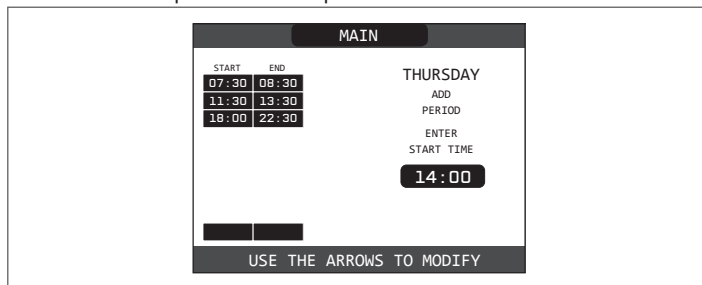 MAIN
START END
07:30 08:30
11:30 13:30
18:00 22:30
THURSDAY
ADD
PERIOD
ENTER
START TIME
14:00
USE THE ARROWS TO MODIFY